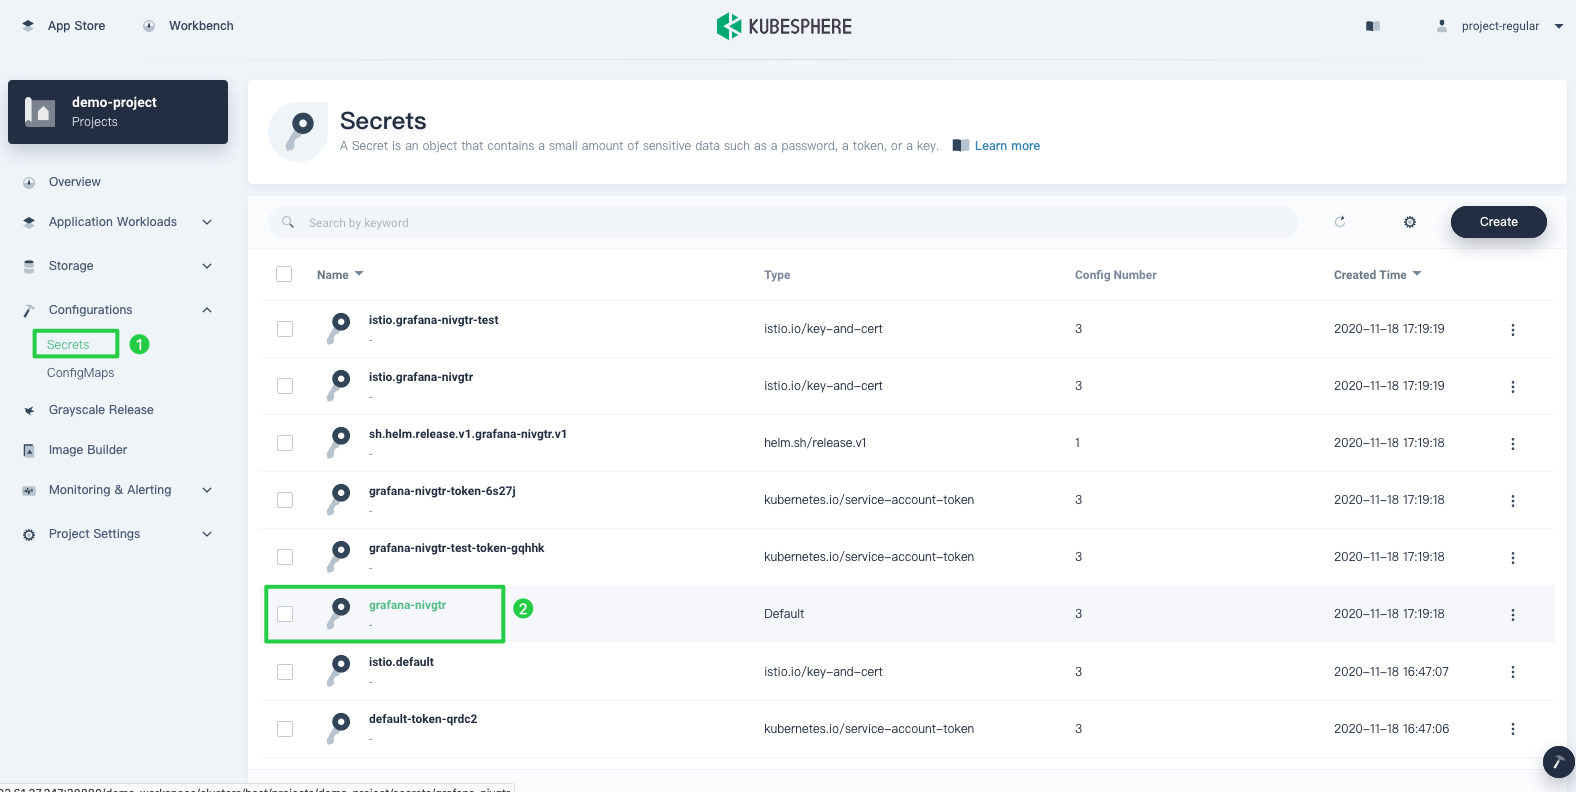 App Store
Workbench
KUBESPHERE
project-regular
demo-project
Projects
Overview
Application Workloads
Storage
Configurations
Secrets
1
ConfigMaps
Grayscale Release
Image Builder
Monitoring & Alerting
Project Settings
Secrets
A Secret is an object that contains a small amount of sensitive data such as a password, a token, or a key. Learn more
Search by keyword
Create
Name Type Config Number Created Time
istio.grafana-nivgtr-test
-
istio.io/key-and-cert 3 2020-11-18 17:19:19
istio.grafana-nivgtr
-
istio.io/key-and-cert 3 2020-11-18 17:19:19
sh.helm.release.v1.grafana-nivgtr.v1
-
helm.sh/release.v1 1 2020-11-18 17:19:18
grafana-nivgtr-token-6s27j
-
kubernetes.io/service-account-token 3 2020-11-18 17:19:18
grafana-nivgtr-test-token-gqhhk
-
kubernetes.io/service-account-token 3 2020-11-18 17:19:18
grafana-nivgtr
-
2
Default 3 2020-11-18 17:19:18
istio.default
-
istio.io/key-and-cert 3 2020-11-18 16:47:07
default-token-qrdc2
-
kubernetes.io/service-account-token 3 2020-11-18 16:47:06